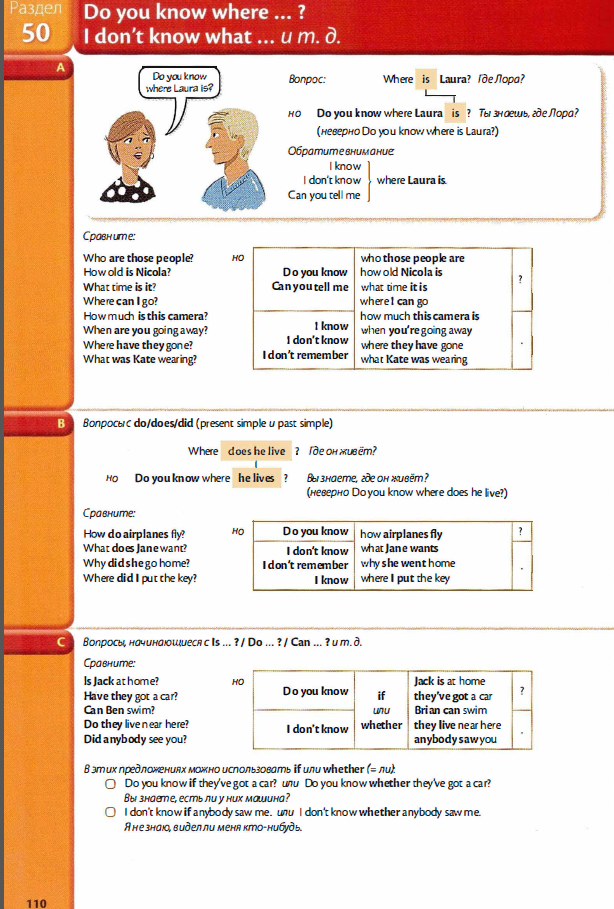 Раздел
50
Do you know where ... ?
I don't know what ... и т. д.
A
Do you know
where Laura is?
Вопрос: Where is Laura? Где Лора?
но Do you know where Laura is ? Ты знаешь, где Лора?
(неверно Do you know where is Laura?)
Обратите внимание:
I know
I don't know
Can you tell me
where Laura is.
Сравните:
Who are those people?
How old is Nicola?
What time is it?
Where can I go?
How much is this camera?
When are you going away?
Where have they gone?
What was Kate wearing?
но
Do you know
Can you tell me
I know
I don't know
I don't remember
who those people are
how old Nicola is
what time it is
where I can go
how much this camera is
when you're going away
where they have gone
what Kate was wearing
?
.
B
Вопросы с do/does/did (present simple и past simple)
Where does he live ? Где он живёт?
но Do you know where he lives ? Вы знаете, где он живёт?
(неверно Do you know where does he live?)
Сравните:
How do airplanes fly?
What does Jane want?
Why did she go home?
Where did I put the key?
но
Do you know
I don't know
I don't remember
I know
how airplanes fly
what Jane wants
why she went home
where I put the key
?
.
C
Вопросы, начинающиеся с Is ... ? / Do ... ? / Can ... ? и т. д.
Сравните:
Is Jack at home?
Have they got a car?
Can Ben swim?
Do they live near here?
Did anybody see you?
но
Do you know
I don't know
if
или
whether
Jack is at home
they've got a car
Brian can swim
they live near here
anybody saw you
?
.
В этих предложениях можно использовать if или whether (= ли):
Do you know if they've got a car? или Do you know whether they've got a car?
Вы знаете, есть ли у них машина?
I don't know if anybody saw me. или I don't know whether anybody saw me.
Я не знаю, видел ли меня кто-нибудь.
110